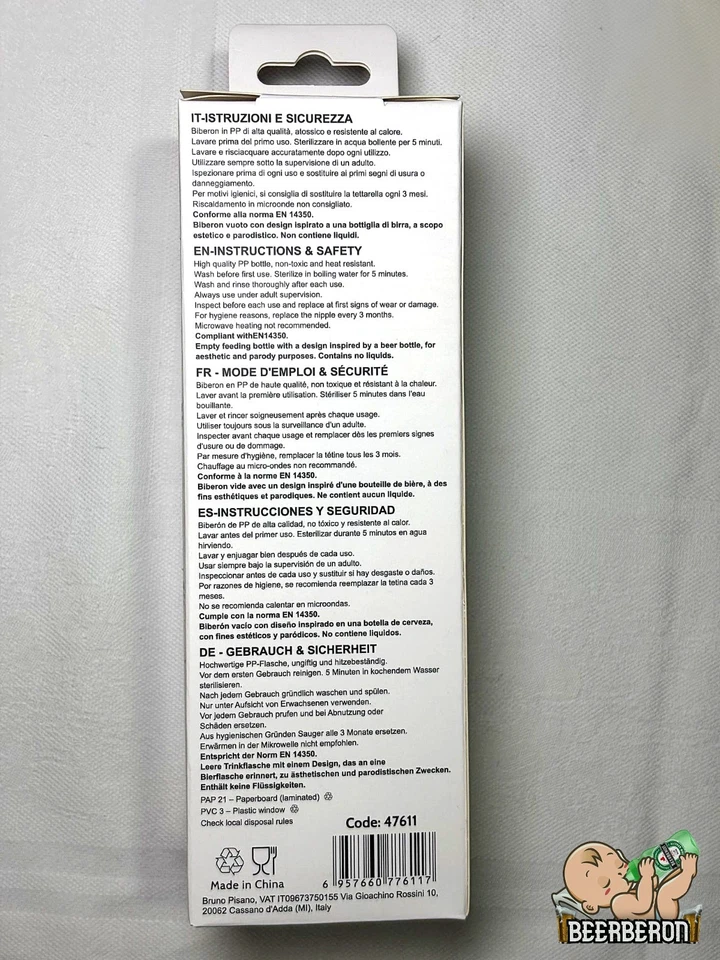 IT-ISTRUZIONI E SICUREZZA
Biberon in PP di alta qualità, atossico e resistente al calore.
Lavare prima del primo uso. Sterilizzare in acqua bollente per 5 minuti.
Lavare e risciacquare accuratamente dopo ogni utilizzo.
Utilizzare sempre sotto la supervisione di un adulto.
Ispezionare prima di ogni uso e sostituire ai primi segni di usura o
danneggiamento.
Per motivi igienici, si consiglia di sostituire la tettarella ogni 3 mesi.
Riscaldamento in microonde non consigliato.
Conforme alla norma EN 14350.
Biberon vuoto con design ispirato a una bottiglia di birra, a scopo
estetico e parodistico. Non contiene liquidi.
EN-INSTRUCTIONS & SAFETY
High quality PP bottle, non-toxic and heat resistant.
Wash before first use. Sterilize in boiling water for 5 minutes.
Wash and rinse thoroughly after each use.
Always use under adult supervision.
Inspect before each use and replace at first signs of wear or damage.
For hygiene reasons, replace the nipple every 3 months.
Microwave heating not recommended.
Compliant withEN14350.
Empty feeding bottle with a design inspired by a beer bottle, for
aesthetic and parody purposes. Contains no liquids.
FR - MODE D'EMPLOI & SÉCURITÉ
Biberon en PP de haute qualité, non toxique et résistant à la chaleur.
Laver avant la première utilisation. Stériliser 5 minutes dans l'eau
bouillante.
Laver et rincer soigneusement après chaque usage.
Utiliser toujours sous la surveillance d'un adulte.
Inspecter avant chaque usage et remplacer dès les premiers signes
d'usure ou de dommage.
Par mesure d'hygiène, remplacer la tétine tous les 3 mois.
Chauffage au micro-ondes non recommandé.
Conforme à la norme EN 14350.
Biberon vide avec un design inspiré d'une bouteille de bière, à des
fins esthétiques et parodiques. Ne contient aucun liquide.
ES-INSTRUCCIONES Y SEGURIDAD
Biberón de PP de alta calidad, no tóxico y resistente al calor.
Lavar antes del primer uso. Esterilizar durante 5 minutos en agua
hirviendo.
Lavar y enjuagar bien después de cada uso.
Usar siempre bajo la supervisión de un adulto.
Inspeccionar antes de cada uso y sustituir si hay desgaste o daños.
Por razones de higiene, se recomienda reemplazar la tetina cada 3
meses.
No se recomienda calentar en microondas.
Cumple con la norma EN 14350.
Biberón vacío con diseño inspirado en una botella de cerveza,
con fines estéticos y paródicos. No contiene liquidos.
DE - GEBRAUCH & SICHERHEIT
Hochwertige PP-Flasche, ungiftig und hitzebeständig.
Vor dem ersten Gebrauch reinigen. 5 Minuten in kochendem Wasser
sterilisieren.
Nach jedem Gebrauch gründlich waschen und spülen.
Nur unter Aufsicht von Erwachsenen verwenden.
Vor jedem Gebrauch prufen und bei Abnutzung oder
Schäden ersetzen.
Aus hygienischen Gründen Sauger alle 3 Monate ersetzen.
Erwärmen in der Mikrowelle nicht empfohlen.
Entspricht der Norm EN 14350.
Leere Trinkflasche mit einem Design, das an eine
Bierflasche erinnert, zu ästhetischen und parodistischen Zwecken.
Enthält keine Flüssigkeiten.
PAP 21 – Paperboard (laminated)
PVC 3 – Plastic window
Check local disposal rules
Code: 47611
Made in China
6 957660 776117
Bruno Pisano, VAT IT09673750155 Via Gioachino Rossini 10,
20062 Cassano d'Adda (MI), Italy
BEERBERON